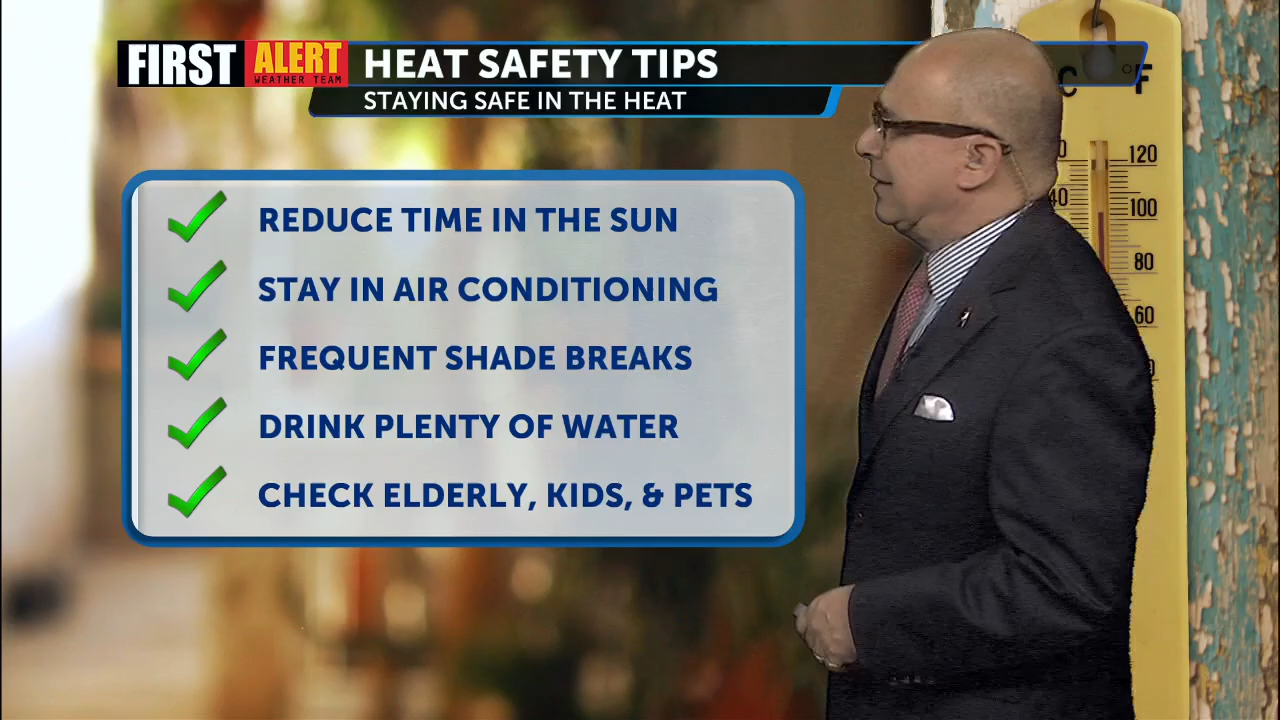 FIRST ALERT
WEATHER TEAM
HEAT SAFETY TIPS
STAYING SAFE IN THE HEAT
REDUCE TIME IN THE SUN
STAY IN AIR CONDITIONING
FREQUENT SHADE BREAKS
DRINK PLENTY OF WATER
CHECK ELDERLY, KIDS, & PETS
C °F
120
40 100
80
60